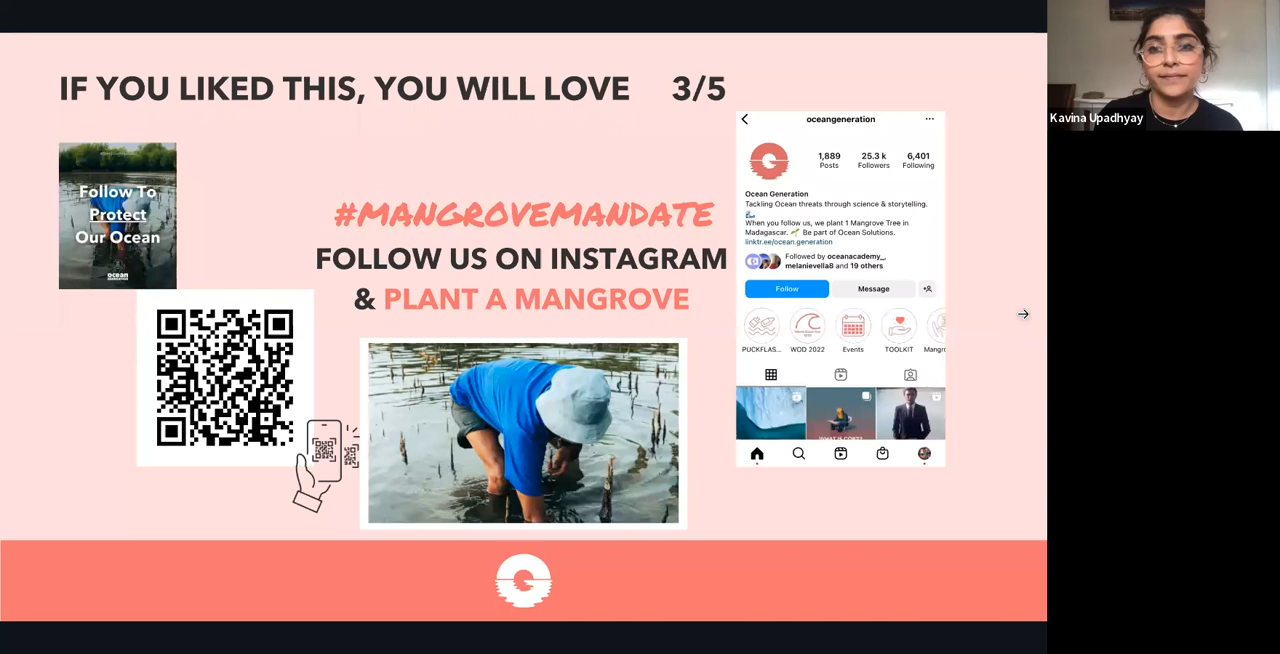 IF YOU LIKED THIS, YOU WILL LOVE 3/5
Follow To
Protect
Our Ocean
ocean
#MANGROVEMANDATE
FOLLOW US ON INSTAGRAM
& PLANT A MANGROVE
oceangeneration
1,889
Posts
25.3 k
Followers
6,401
Following
Ocean Generation
Tackling Ocean threats through science & storytelling.
When you follow us, we plant 1 Mangrove Tree in
Madagascar. Be part of Ocean Solutions.
linktr.ee/ocean.generation
Followed by oceanacademy_,
melanievella8 and 19 others
Follow
Message
PUCKFLAS...
WOD 2022
Events
TOOLKIT
Mangr
Kavina Upadhyay